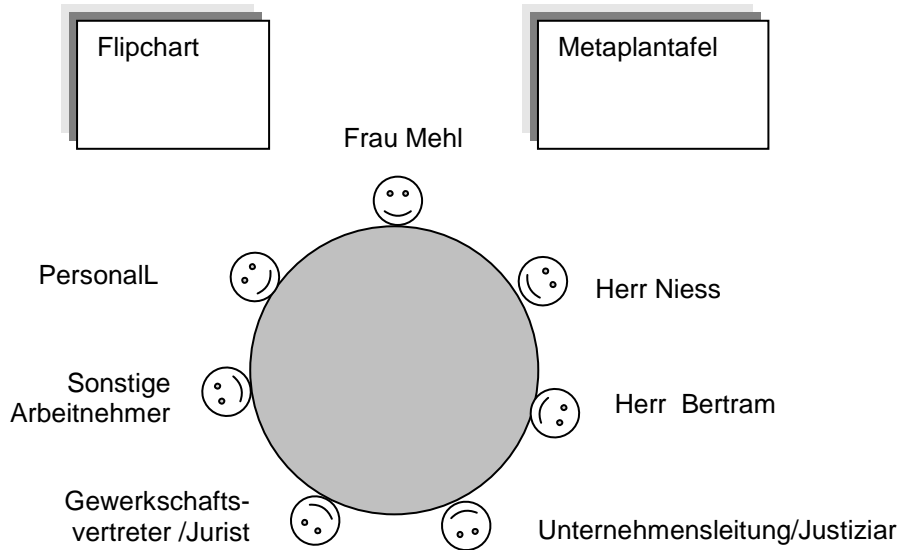 Flipchart
Metaplantafel
Frau Mehl
PersonalL
Herr Niess
Sonstige
Arbeitnehmer
Herr Bertram
Gewerkschafts-
vertreter /Jurist
Unternehmensleitung/Justiziar